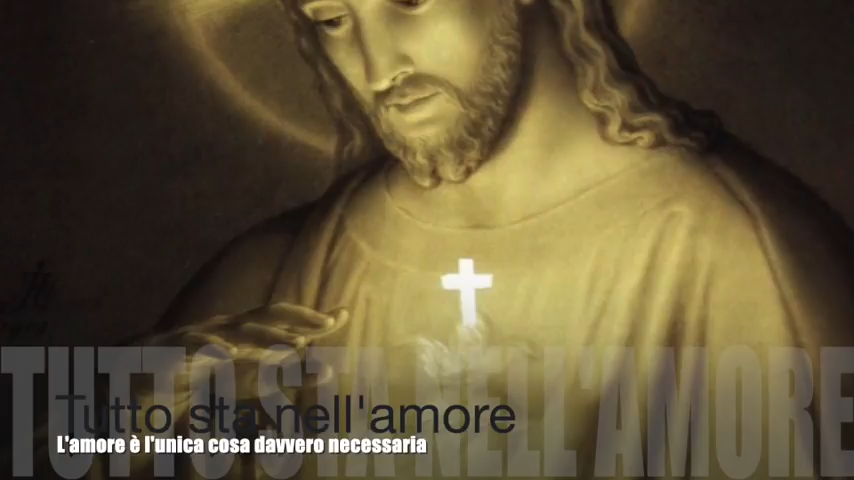 TUTTO STA NELL'AMORE
Tutto sta nell'amore
L'amore è l'unica cosa davvero necessaria